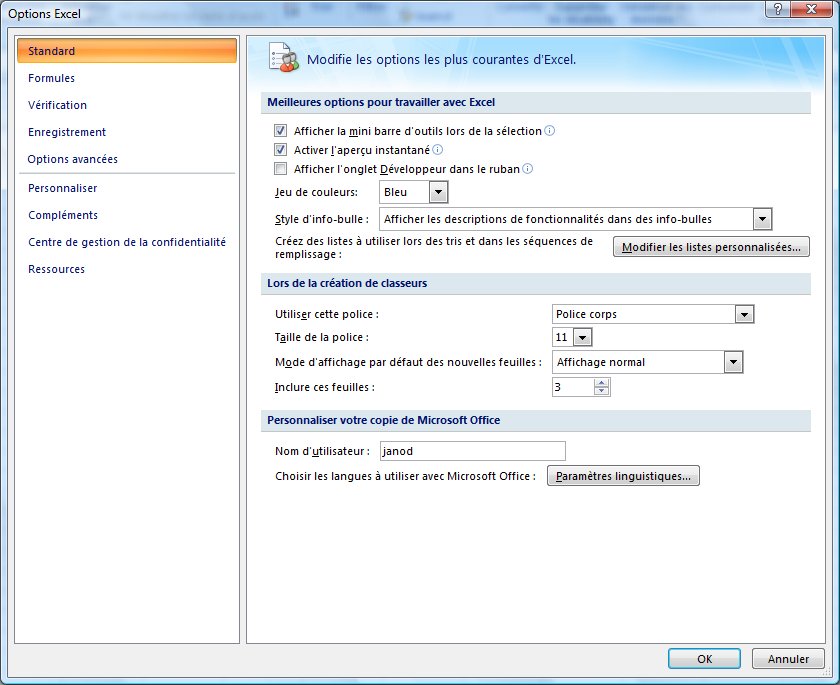 Options Excel
Standard
Formules
Vérification
Enregistrement
Options avancées
Personnaliser
Compléments
Centre de gestion de la confidentialité
Ressources
Modifie les options les plus courantes d'Excel.
Meilleures options pour travailler avec Excel
Afficher la mini barre d'outils lors de la sélection
Activer l'aperçu instantané
Afficher l'onglet Développeur dans le ruban
Jeu de couleurs: Bleu
Style d'info-bulle : Afficher les descriptions de fonctionnalités dans des info-bulles
Créez des listes à utiliser lors des tris et dans les séquences de
remplissage :
Modifier les listes personnalisées...
Lors de la création de classeurs
Utiliser cette police : Police corps
Taille de la police : 11
Mode d'affichage par défaut des nouvelles feuilles : Affichage normal
Inclure ces feuilles : 3
Personnaliser votre copie de Microsoft Office
Nom d'utilisateur : janod
Choisir les langues à utiliser avec Microsoft Office : Paramètres linguistiques...
OK Annuler